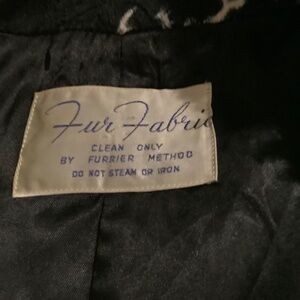 Fur Fabric
CLEAN ONLY
BY FURRIER METHOD
DO NOT STEAM OR IRON